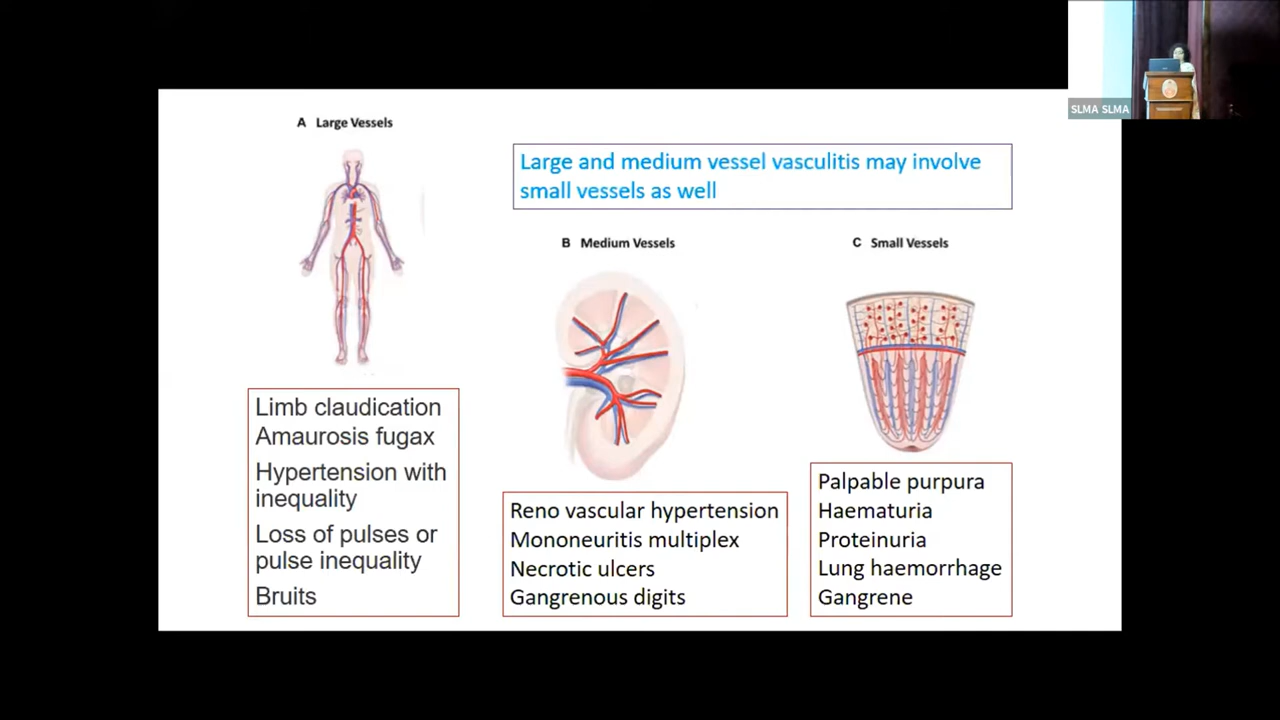 SLMA SLMA
A Large Vessels
Large and medium vessel vasculitis may involve
small vessels as well
B Medium Vessels
C Small Vessels
Limb claudication
Amaurosis fugax
Hypertension with
inequality
Loss of pulses or
pulse inequality
Bruits
Reno vascular hypertension
Mononeuritis multiplex
Necrotic ulcers
Gangrenous digits
Palpable purpura
Haematuria
Proteinuria
Lung haemorrhage
Gangrene